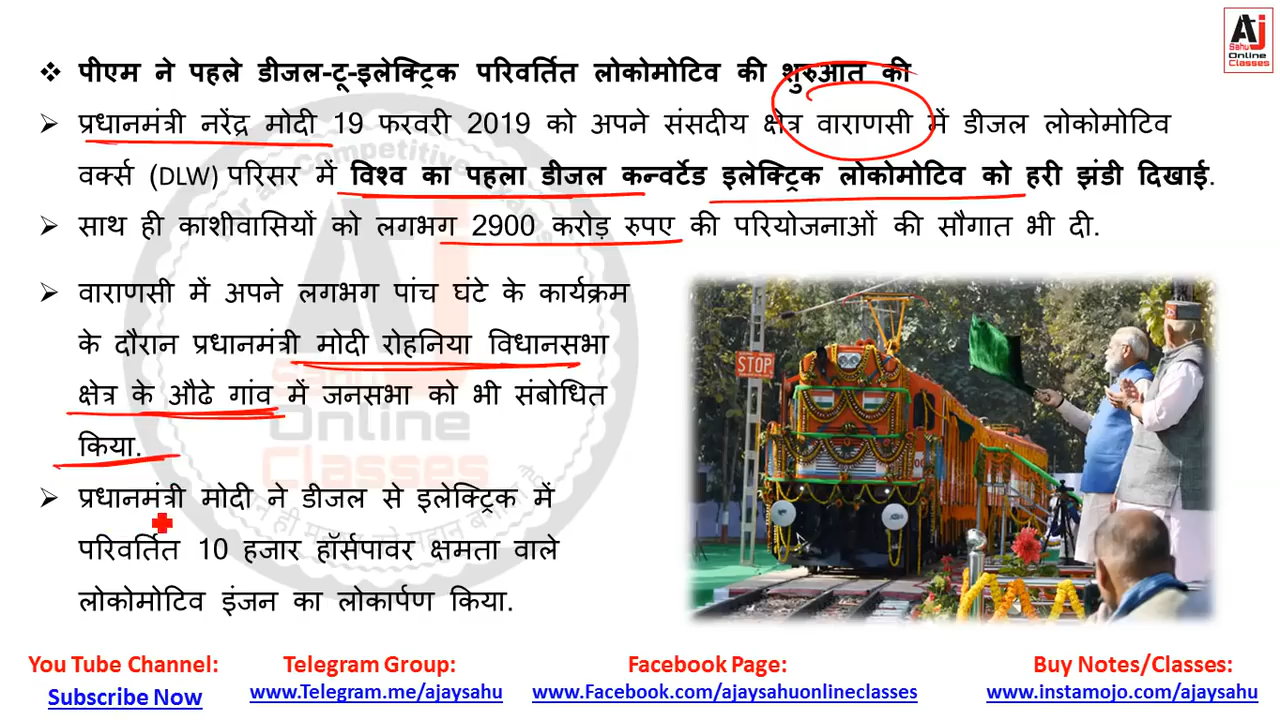 Aj
Sahu
Online
Classes
❖ पीएम ने पहले डीजल-टू-इलेक्ट्रिक परिवर्तित लोकोमोटिव की शुरुआत की
➢ प्रधानमंत्री नरेंद्र मोदी 19 फरवरी 2019 को अपने संसदीय क्षेत्र वाराणसी में डीजल लोकोमोटिव
वर्क्स (DLW) परिसर में विश्व का पहला डीजल कन्वर्टेड इलेक्ट्रिक लोकोमोटिव को हरी झंडी दिखाई.
➢ साथ ही काशीवासियों को लगभग 2900 करोड़ रुपए की परियोजनाओं की सौगात भी दी.
➢ वाराणसी में अपने लगभग पांच घंटे के कार्यक्रम
के दौरान प्रधानमंत्री मोदी रोहनिया विधानसभा
क्षेत्र के औढे गांव में जनसभा को भी संबोधित
किया.
➢ प्रधानमंत्री मोदी ने डीजल से इलेक्ट्रिक में
परिवर्तित 10 हजार हॉर्सपावर क्षमता वाले
लोकोमोटिव इंजन का लोकार्पण किया.
STOP
Sahu
Online
Classes
You Tube Channel: Telegram Group: Facebook Page: Buy Notes/Classes:
Subscribe Now www.Telegram.me/ajaysahu www.Facebook.com/ajaysahuonlineclasses www.instamojo.com/ajaysahu